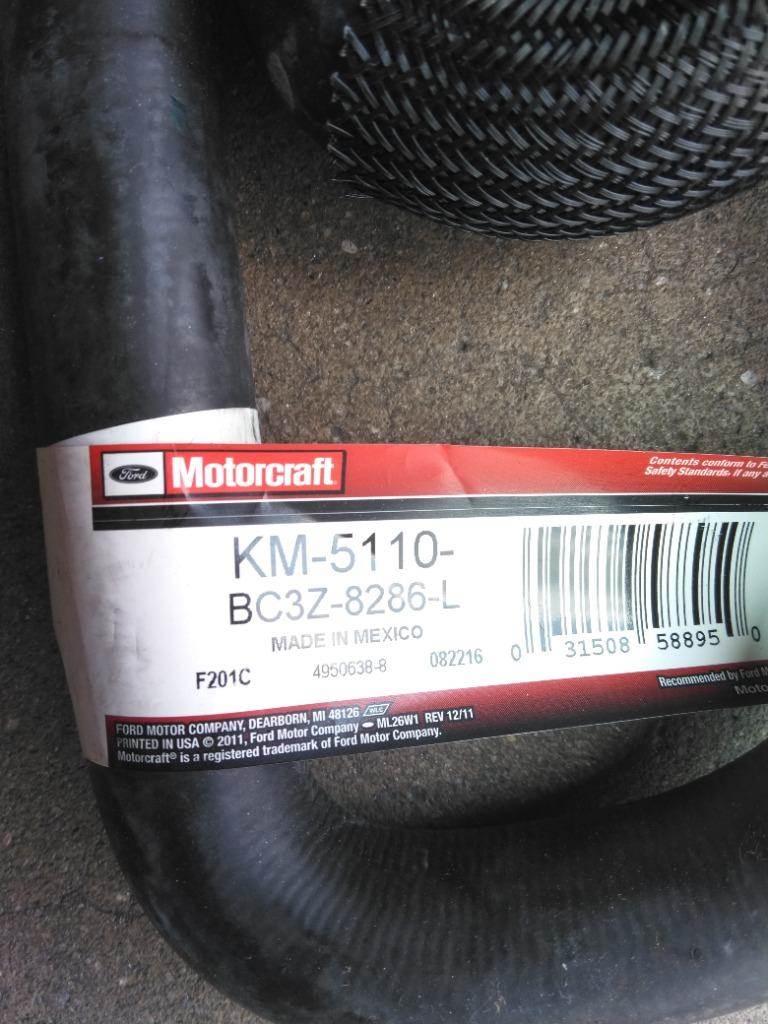 Ford Motorcraft
Contents conform to
Safety Standards. If any
KM-5110-
BC3Z-8286-L
MADE IN MEXICO
F201C 4950638-8 082216
0 31508 58895 0
Recommended by Ford
FORD MOTOR COMPANY, DEARBORN, MI 48126 WLC
PRINTED IN USA © 2011, Ford Motor Company ML26W1 REV 12/11
Motorcraft® is a registered trademark of Ford Motor Company.